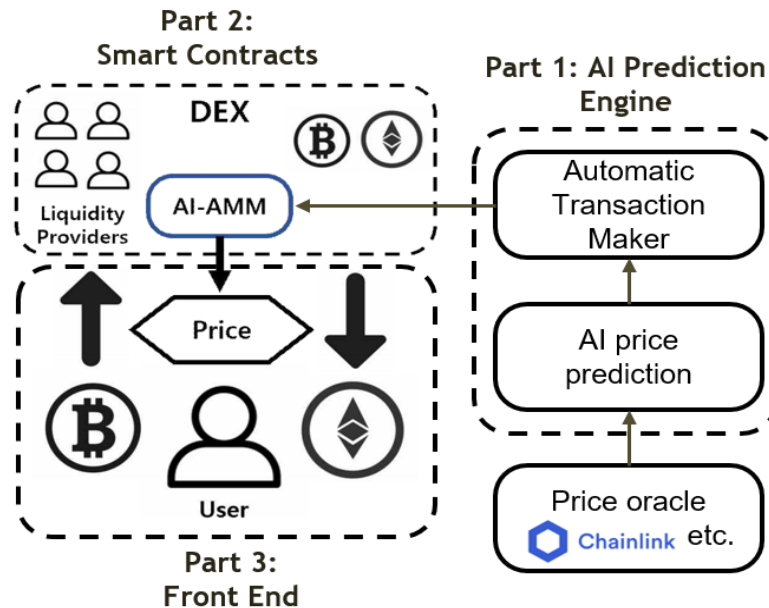 Part 2:
Smart Contracts
DEX
Liquidity
Providers
AI-AMM
Part 1: AI Prediction
Engine
Automatic
Transaction
Maker
AI price
prediction
Price oracle
Chainlink etc.
Price
User
Part 3:
Front End